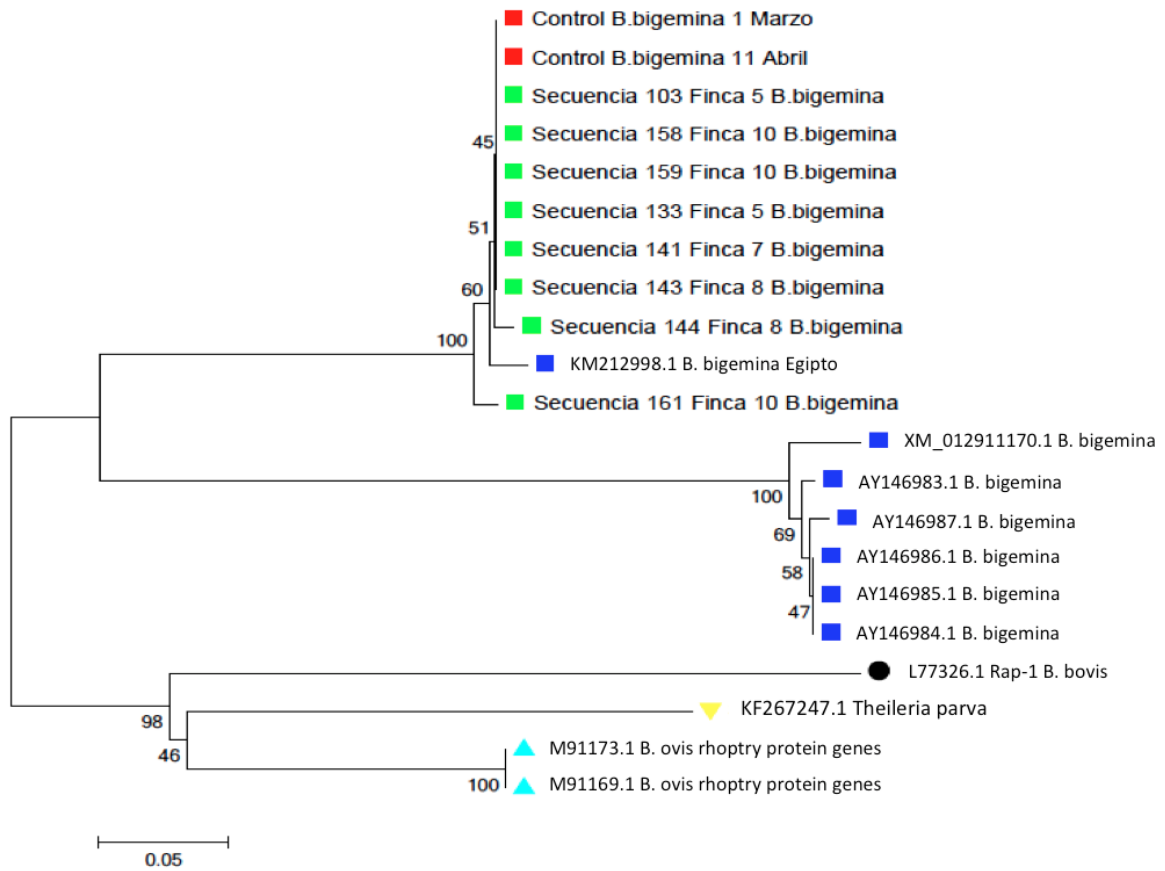 Control B.bigemina 1 Marzo
Control B.bigemina 11 Abril
Secuencia 103 Finca 5 B.bigemina
45
Secuencia 158 Finca 10 B.bigemina
Secuencia 159 Finca 10 B.bigemina
Secuencia 133 Finca 5 B.bigemina
51
Secuencia 141 Finca 7 B.bigemina
60
Secuencia 143 Finca 8 B.bigemina
Secuencia 144 Finca 8 B.bigemina
100
KM212998.1 B. bigemina Egipto
Secuencia 161 Finca 10 B.bigemina
XM_012911170.1 B. bigemina
AY146983.1 B. bigemina
100
AY146987.1 B. bigemina
69
AY146986.1 B. bigemina
58
AY146985.1 B. bigemina
47
AY146984.1 B. bigemina
L77326.1 Rap-1 B. bovis
KF267247.1 Theileria parva
98
M91173.1 B. ovis rhoptry protein genes
46
M91169.1 B. ovis rhoptry protein genes
100
0.05